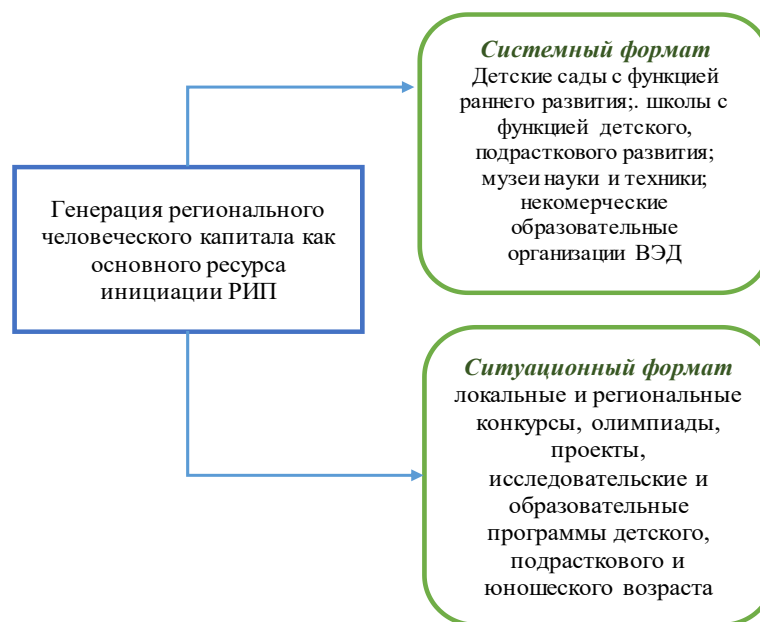 Генерация регионального
человеческого капитала как
основного ресурса
инициации РИП
Системный формат
Детские сады с функцией
раннего развития;. школы с
функцией детского,
подрасткового развития;
музеи науки и техники;
некомерческие
образовательные
организации ВЭД
Ситуационный формат
локальные и региональные
конкурсы, олимпиады,
проекты,
исследовательские и
образовательные
программы детского,
подрасткового и
юношеского возраста